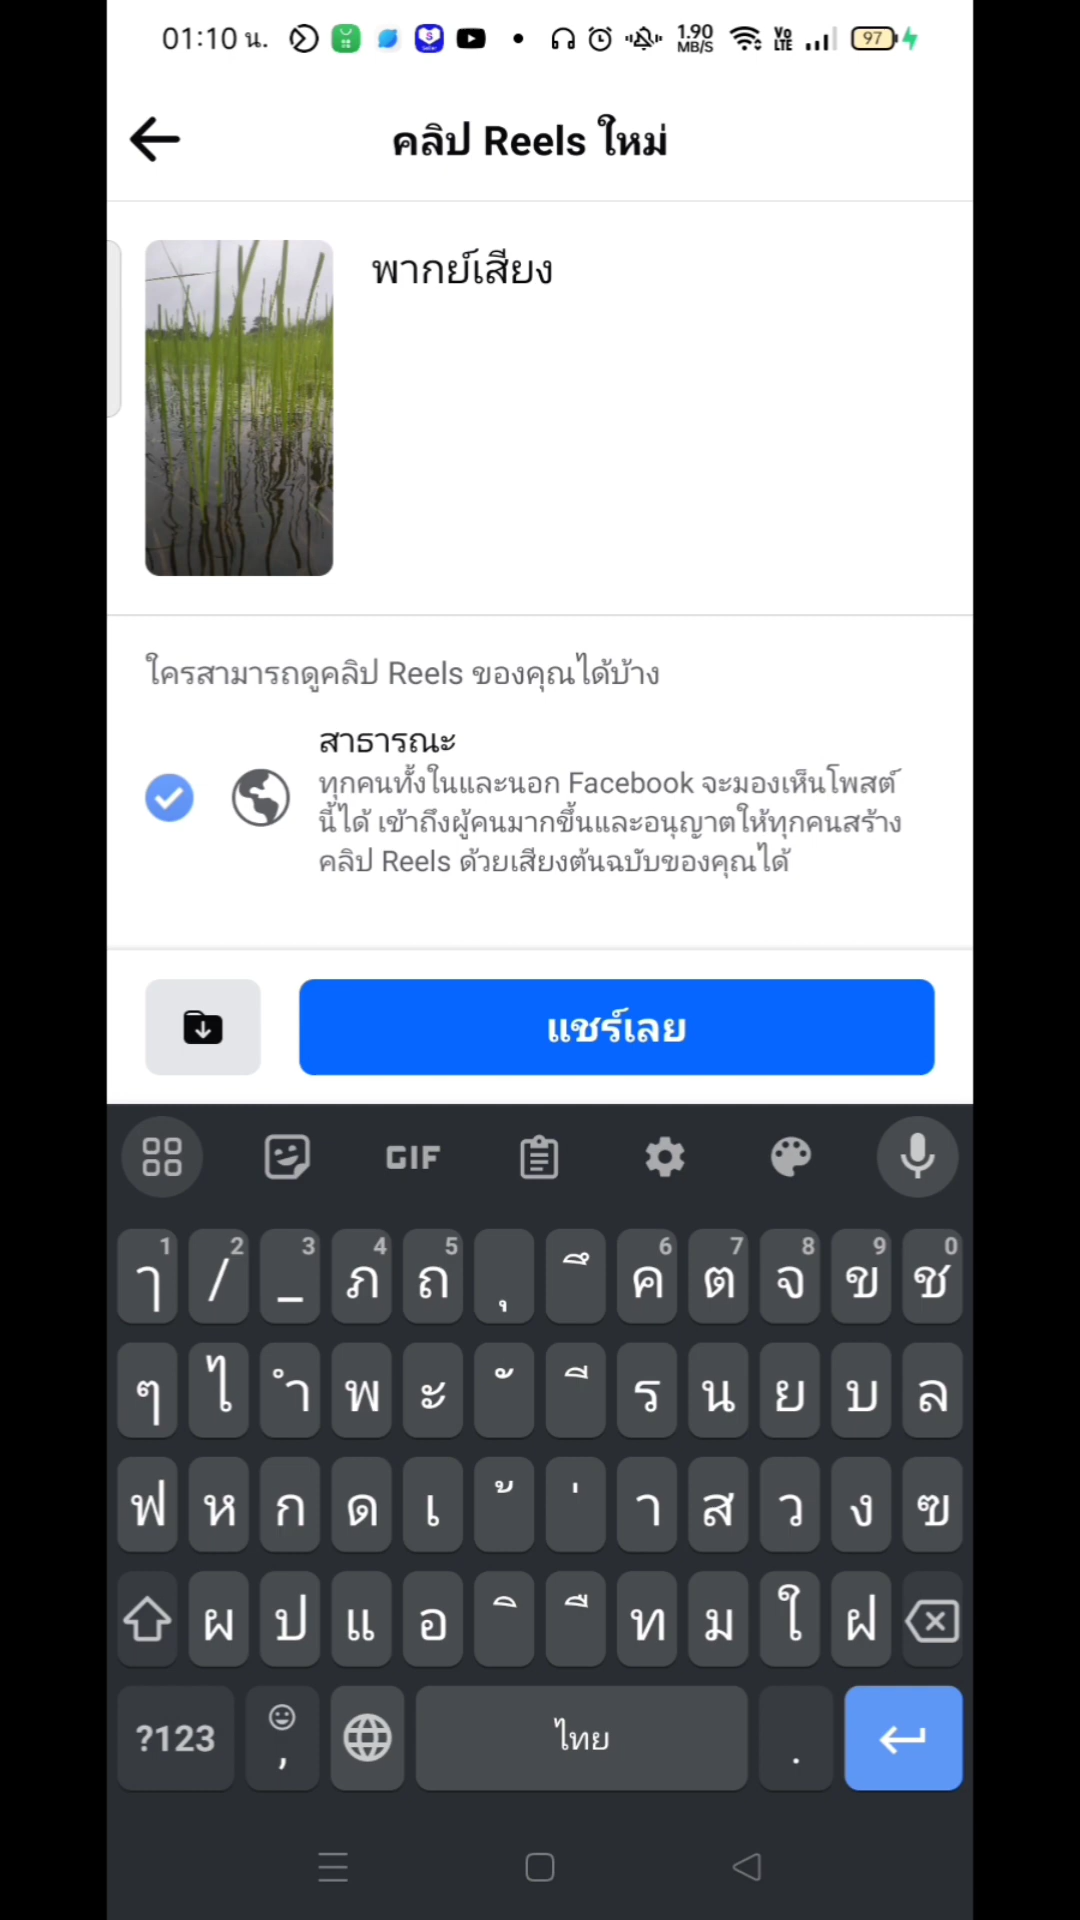 01:10 น.
1.90 MB/S
Vo LTE
97
คลิป Reels ใหม่
พากย์เสียง
ใครสามารถดูคลิป Reels ของคุณได้บ้าง
สาธารณะ
ทุกคนทั้งในและนอก Facebook จะมองเห็นโพสต์
นี้ได้ เข้าถึงผู้คนมากขึ้นและอนุญาตให้ทุกคนสร้าง
คลิป Reels ด้วยเสียงต้นฉบับของคุณได้
แชร์เลย
GIF
1 2 3 4 5 6 7 8 9 0
ๅ / _ ภ ถ ุ ึ ค ต จ ข ช
ๆ ไ ำ พ ะ ั ี ร น ย บ ล
ฟ ห ก ด เ ้ ่ า ส ว ง ฃ
ผ ป แ อ ิ ื ท ม ใ ฝ
?123 , ไทย .